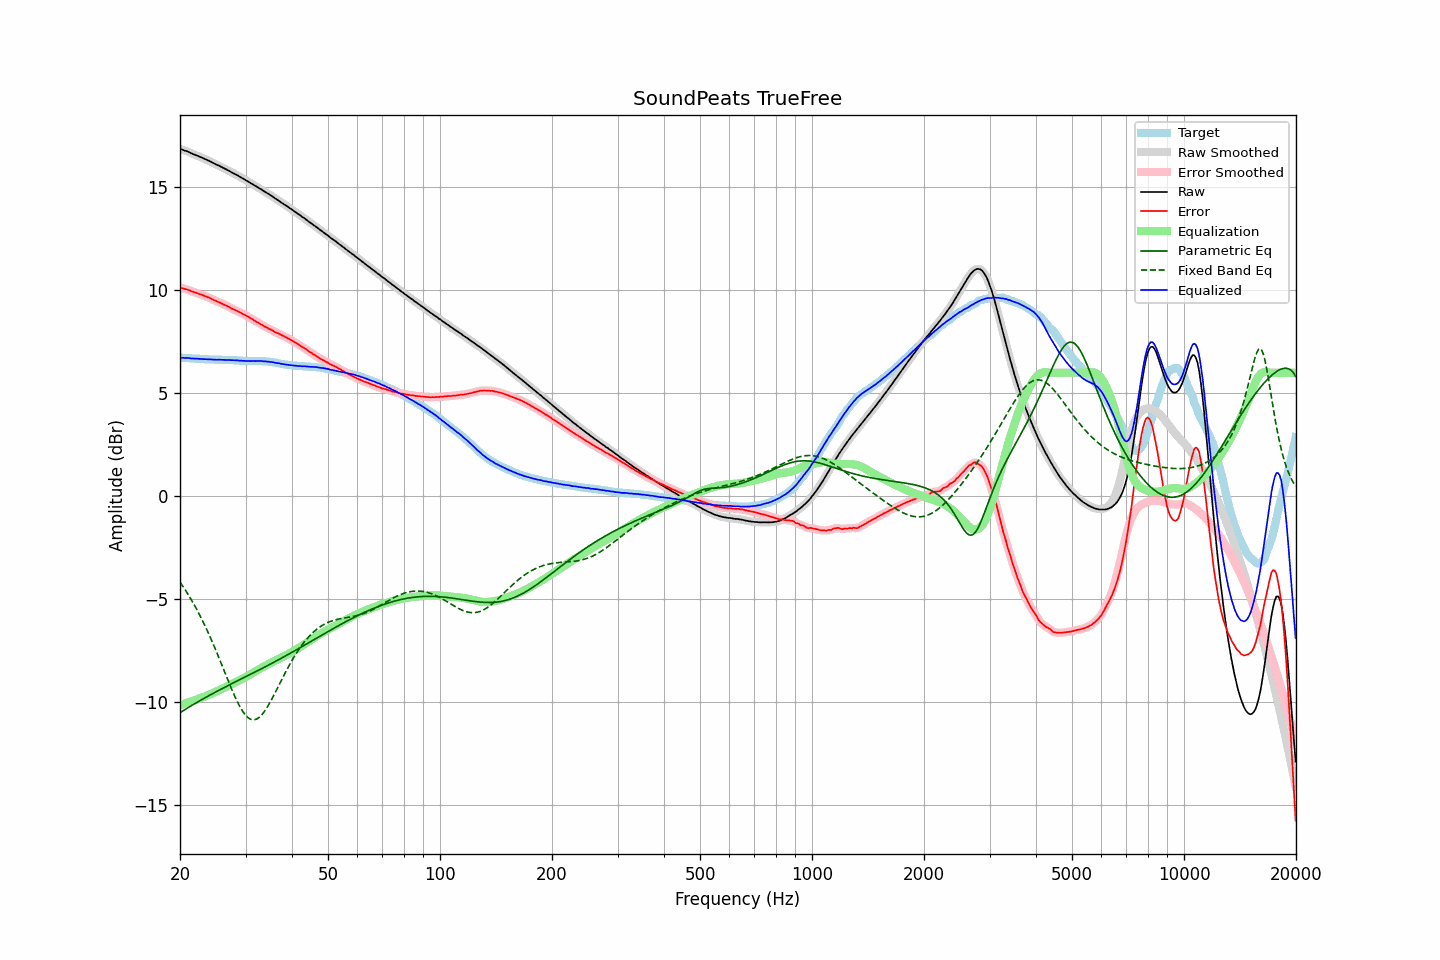 SoundPeats TrueFree
Amplitude (dBr)
15
10
5
0
−5
−10
−15
20
50
100
200
500
1000
2000
5000
10000
20000
Frequency (Hz)
Target
Raw Smoothed
Error Smoothed
Raw
Error
Equalization
Parametric Eq
Fixed Band Eq
Equalized